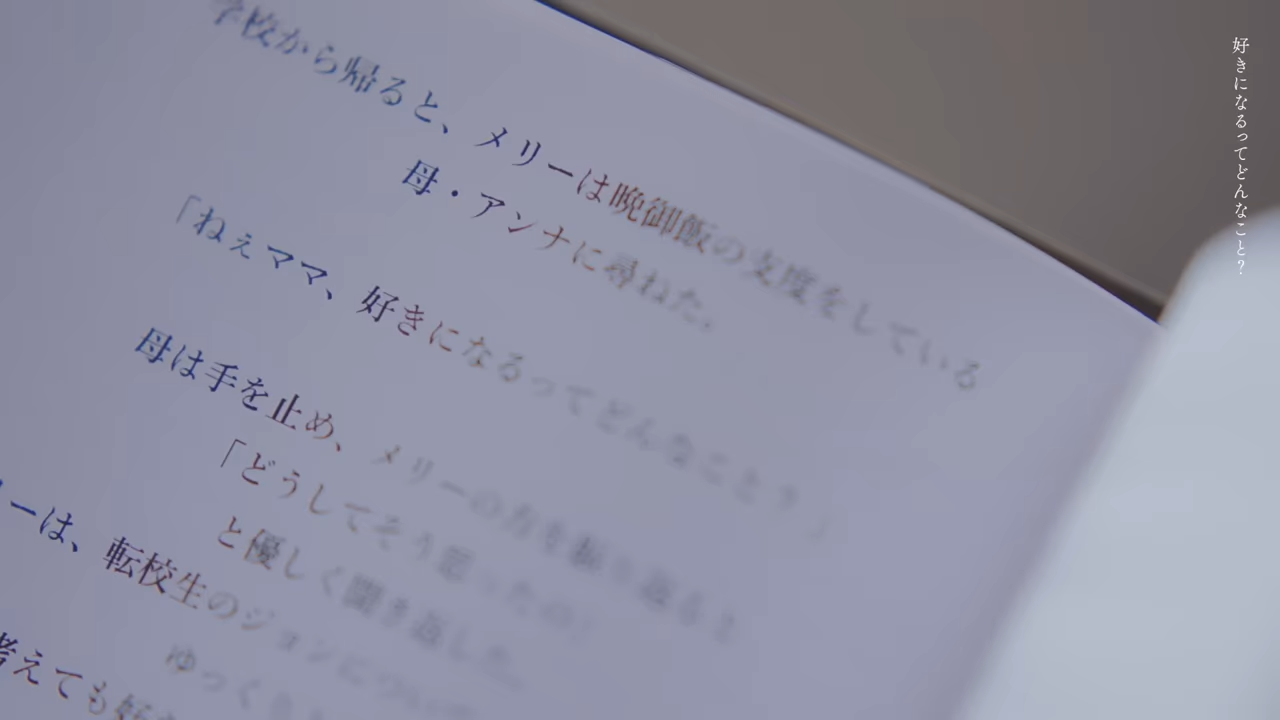 学校から帰ると、メリーは晩御飯の支度をしている
母・アンナに尋ねた。
「ねぇママ、好きになるってどんなこと?」
母は手を止め、メリーの方を振り返ると
「どうしてそう思ったの」
と優しく聞き返した。
ーは、転校生のジョンについて
ゆっくり
考えても好き
好きになるってどんなこと?